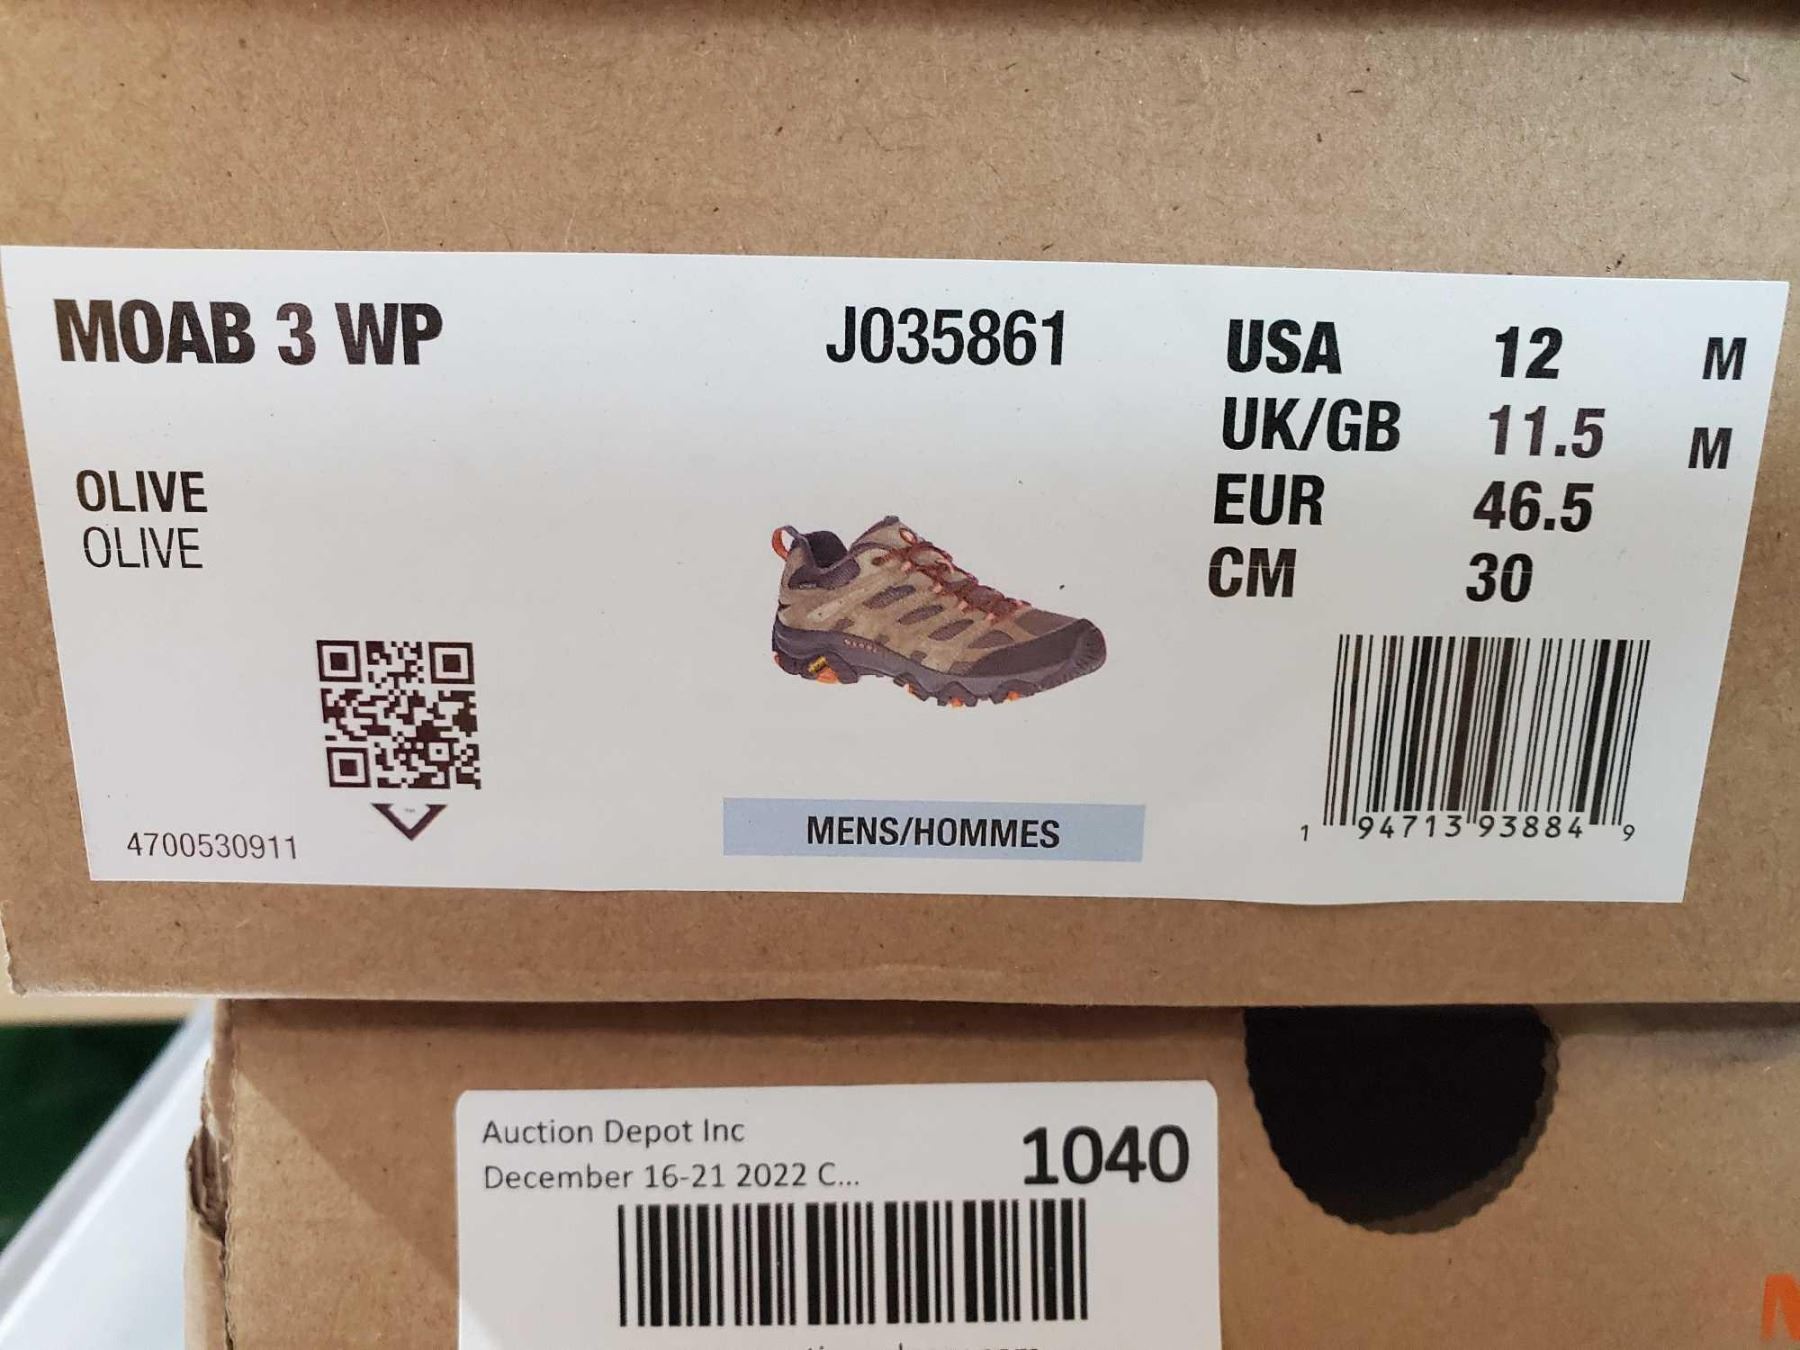 MOAB 3 WP
J035861
USA 12 M
UK/GB 11.5 M
EUR 46.5
CM 30
OLIVE
OLIVE
4700530911
MENS/HOMMES
1 94713 93884 9
Auction Depot Inc
December 16-21 2022 C...
1040